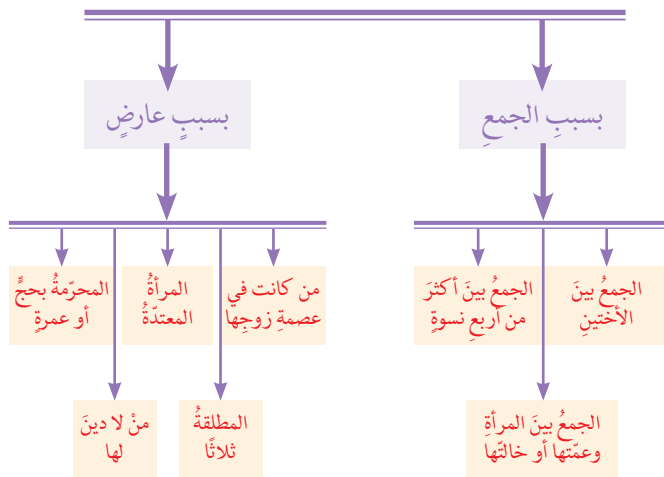 بسببِ الجمعِ
بسببٍ عارضٍ
الجمعُ بينَ
الأختينِ
الجمعُ بينَ أكثرَ
من أربعِ نسوةٍ
الجمعُ بينَ المرأةِ
وعمّتها أو خالتّها
من كانت في
عصمةِ زوجِها
المرأةُ
المعتدّةُ
المحرّمةُ بحجٍّ
أو عمرةٍ
المطلقةُ
ثلاثًا
منْ لا دينَ
لها